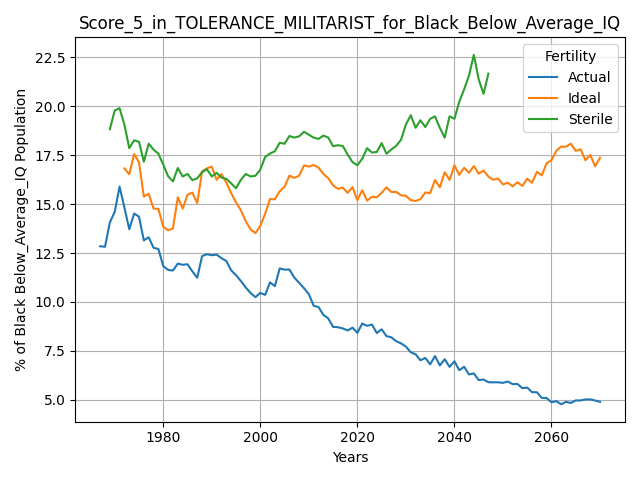 Score_5_in_TOLERANCE_MILITARIST_for_Black_Below_Average_IQ
% of Black Below_Average_IQ Population
22.5
20.0
17.5
15.0
12.5
10.0
7.5
5.0
Fertility
Actual
Ideal
Sterile
1980
2000
2020
2040
2060
Years